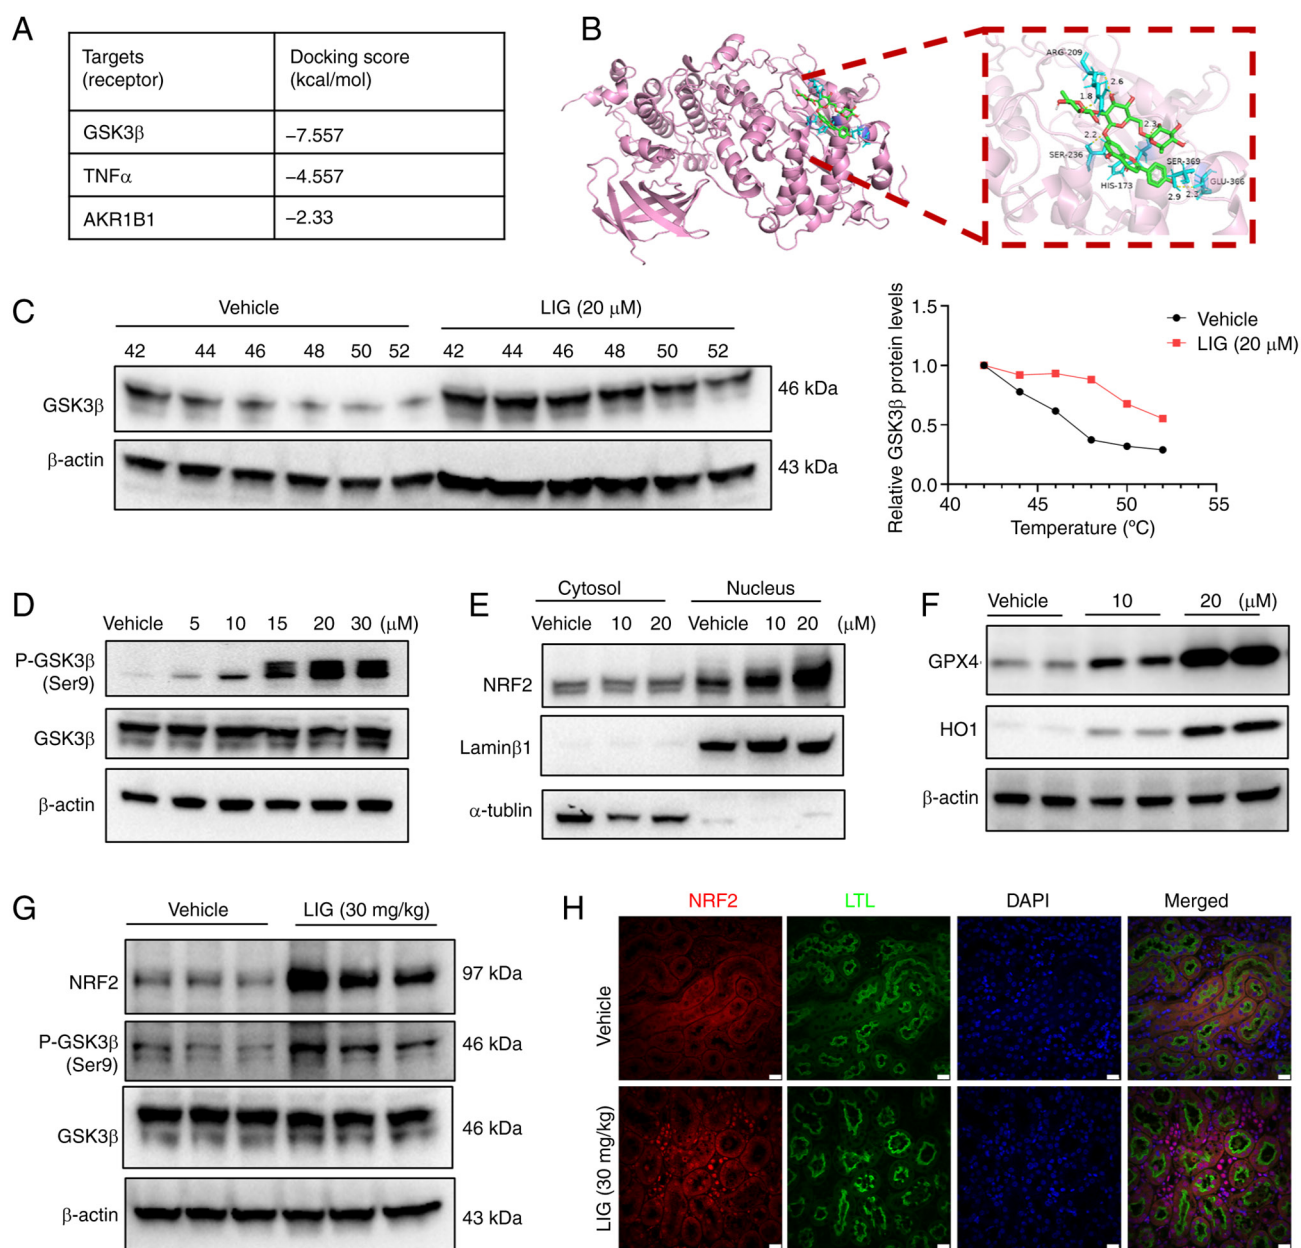 A
Targets
(receptor)
Docking score
(kcal/mol)
GSK3β
−7.557
TNFα
−4.557
AKR1B1
−2.33
B
ARG-209
2.6
1.8
2.3
2.2
SER-236
SER-369
HIS-173
GLU-366
2.9
C
Vehicle
LIG (20 μM)
42 44 46 48 50 52 42 44 46 48 50 52
GSK3β
46 kDa
β-actin
43 kDa
Relative GSK3β protein levels
1.5
1.0
0.5
0.0
40 45 50 55
Temperature (ºC)
Vehicle
LIG (20 μM)
D
Vehicle 5 10 15 20 30 (μM)
P-GSK3β
(Ser9)
GSK3β
β-actin
E
Cytosol Nucleus
Vehicle 10 20 Vehicle 10 20 (μM)
NRF2
Laminβ1
α-tublin
F
Vehicle 10 20 (μM)
GPX4
HO1
β-actin
G
Vehicle LIG (30 mg/kg)
NRF2
97 kDa
P-GSK3β
(Ser9)
46 kDa
GSK3β
46 kDa
β-actin
43 kDa
H
NRF2 LTL DAPI Merged
Vehicle
LIG (30 mg/kg)